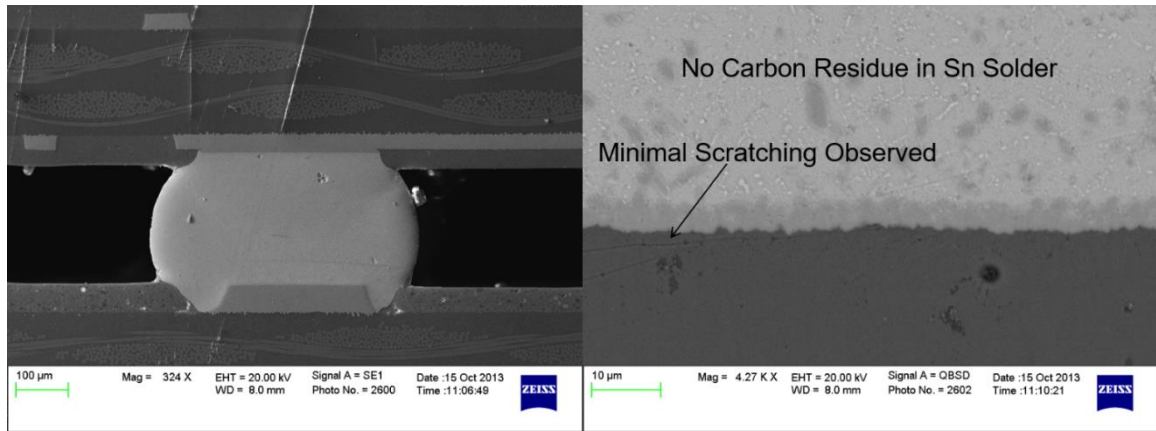 No Carbon Residue in Sn Solder
Minimal Scratching Observed
100 µm
Mag = 324 X
EHT = 20.00 kV
WD = 8.0 mm
Signal A = SE1
Photo No. = 2600
Date :15 Oct 2013
Time :11:06:49
ZEISS
10 µm
Mag = 4.27 K X
EHT = 20.00 kV
WD = 8.0 mm
Signal A = QBSD
Photo No. = 2602
Date :15 Oct 2013
Time :11:10:21
ZEISS